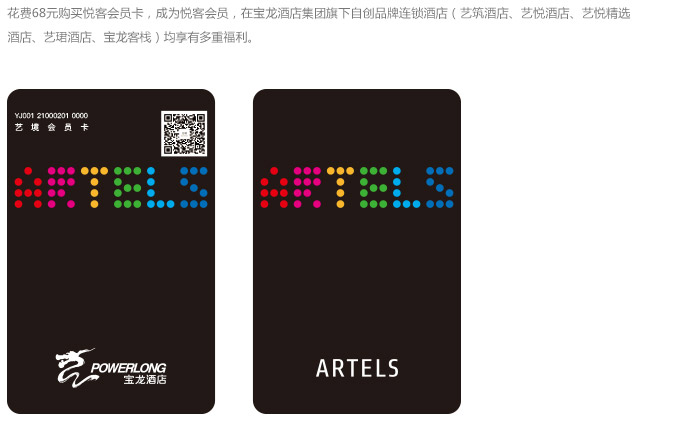 花费68元购买悦客会员卡，成为悦客会员，在宝龙酒店集团旗下自创品牌连锁酒店（艺筑酒店、艺悦酒店、艺悦精选
酒店、艺珺酒店、宝龙客栈）均享有多重福利。
YJ001 21000201 0000
艺境会员卡
ARTELS
POWERLONG
宝龙酒店
ARTELS
ARTELS